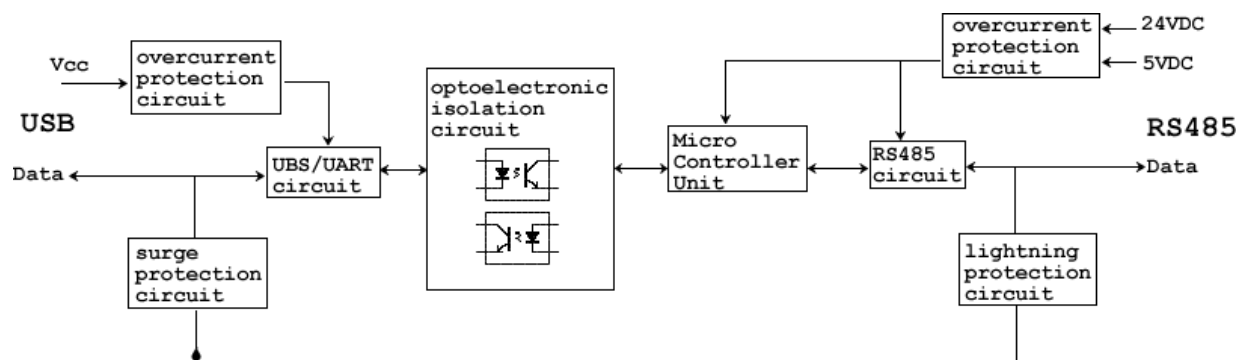 Vcc
overcurrent
protection
circuit
USB
Data
UBS/UART
circuit
surge
protection
circuit
optoelectronic
isolation
circuit
Micro
Controller
Unit
overcurrent
protection
circuit
24VDC
5VDC
RS485
circuit
RS485
Data
lightning
protection
circuit